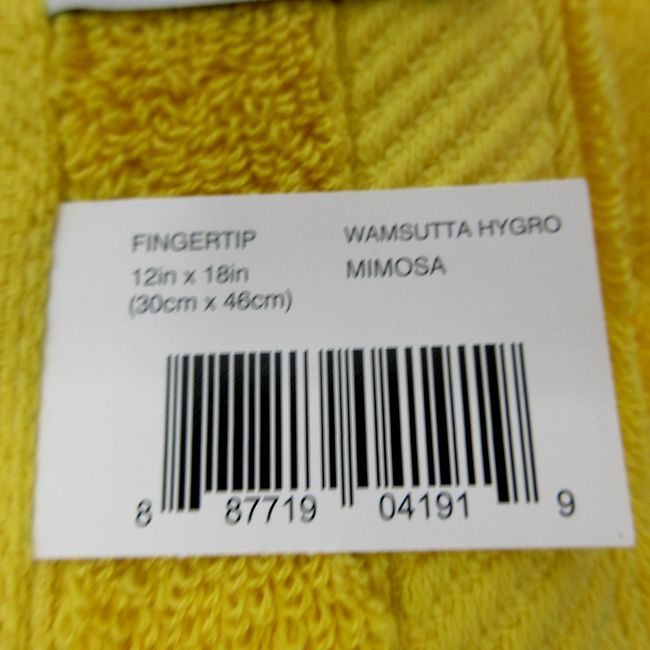 FINGERTIP
12in x 18in
(30cm x 46cm)
WAMSUTTA HYGRO
MIMOSA
8 87719 04191 9